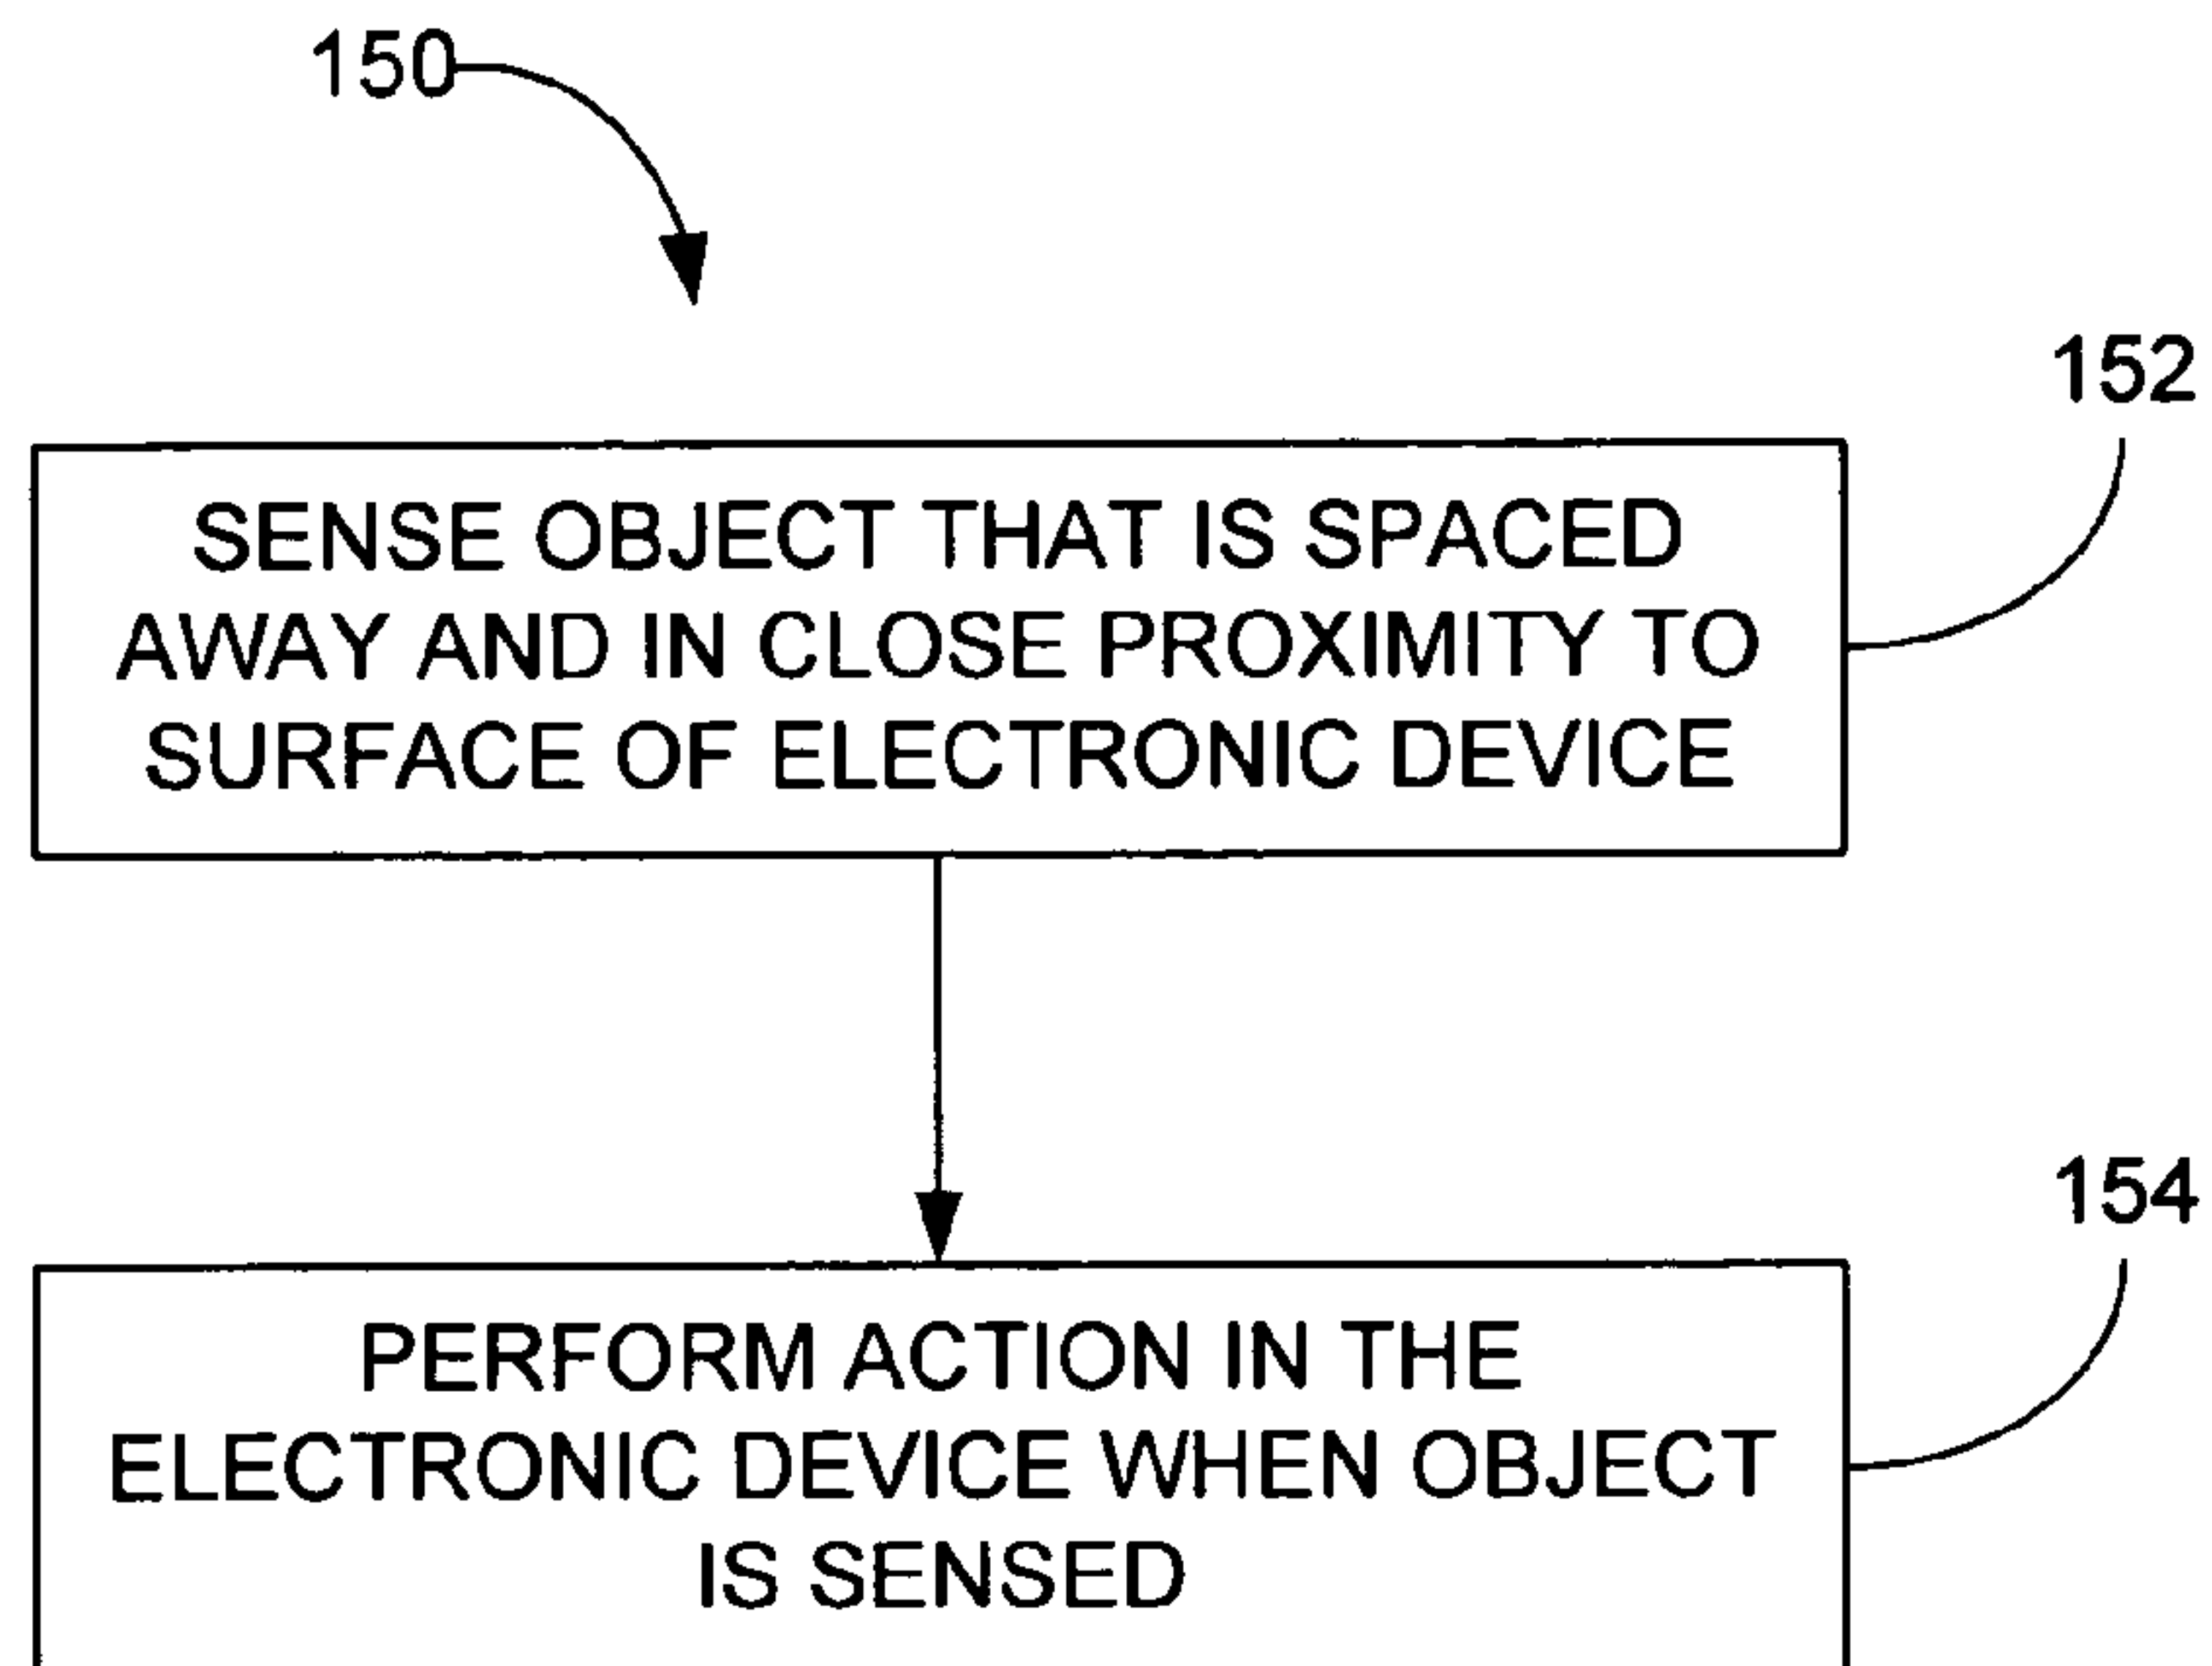 150
152
SENSE OBJECT THAT IS SPACED
AWAY AND IN CLOSE PROXIMITY TO
SURFACE OF ELECTRONIC DEVICE
154
PERFORM ACTION IN THE
ELECTRONIC DEVICE WHEN OBJECT
IS SENSED